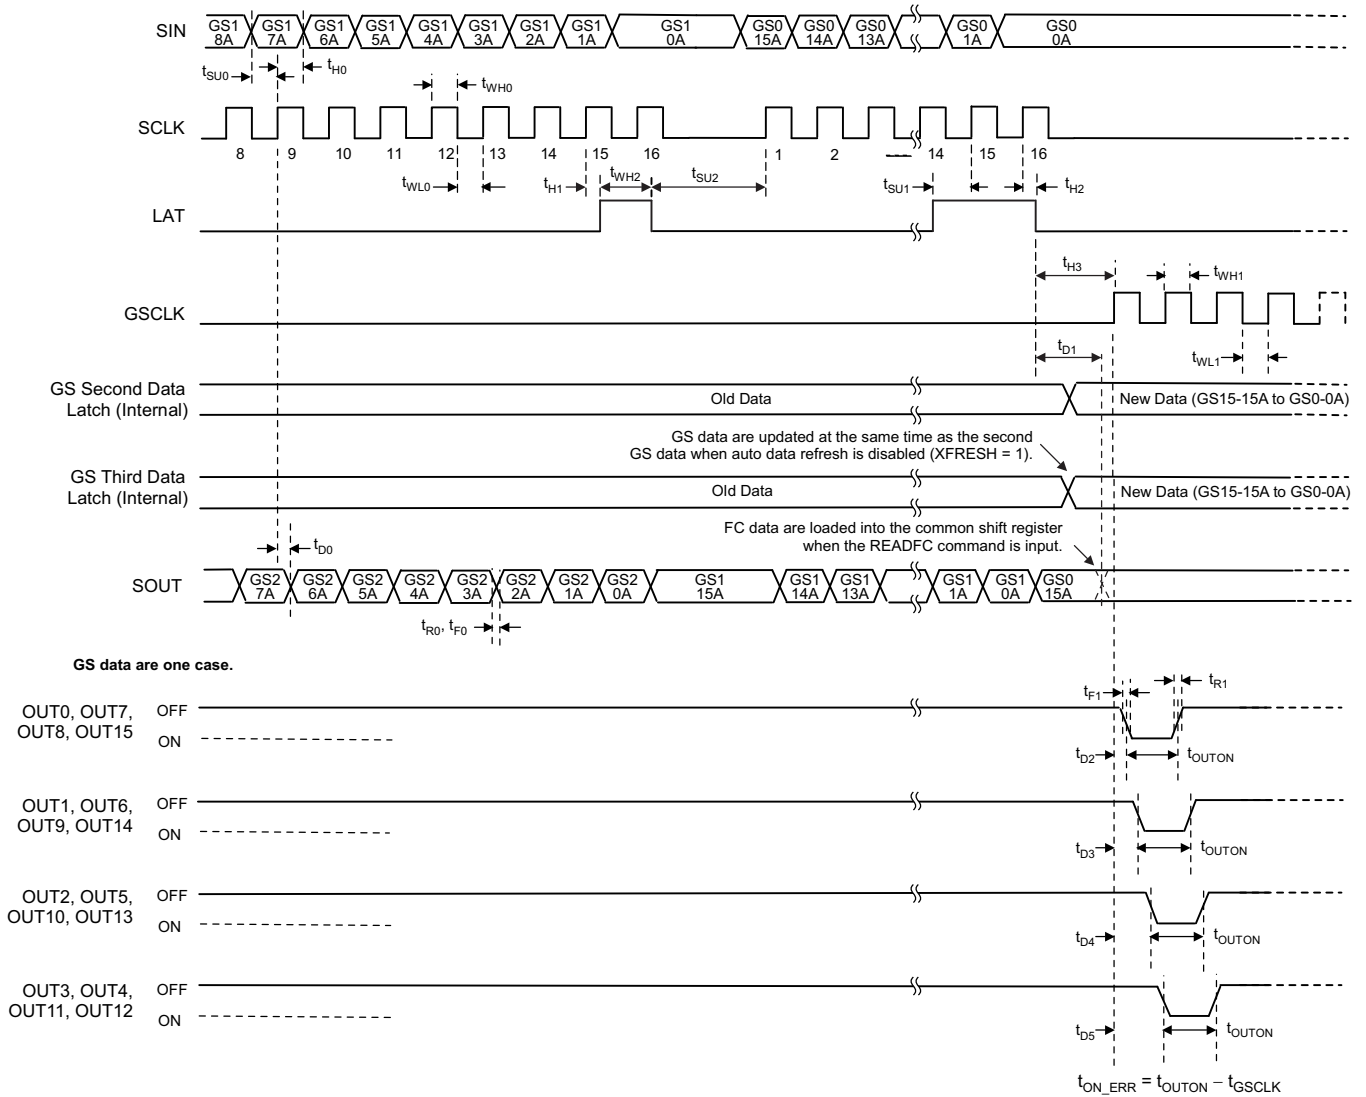 SIN
GS1 8A GS1 7A GS1 6A GS1 5A GS1 4A GS1 3A GS1 2A GS1 1A GS1 0A GS0 15A GS0 14A GS0 13A GS0 1A GS0 0A
tSU0 tH0 tWH0
SCLK
8 9 10 11 12 13 14 15 16 1 2 14 15 16
tWL0 tH1 tWH2 tSU2 tSU1 tH2
LAT
tH3 tWH1
GSCLK
tD1 tWL1
GS Second Data
Latch (Internal)
Old Data
New Data (GS15-15A to GS0-0A)
GS data are updated at the same time as the second
GS data when auto data refresh is disabled (XFRESH = 1).
GS Third Data
Latch (Internal)
Old Data
New Data (GS15-15A to GS0-0A)
FC data are loaded into the common shift register
when the READFC command is input.
tD0
SOUT
GS2 7A GS2 6A GS2 5A GS2 4A GS2 3A GS2 2A GS2 1A GS2 0A GS1 15A GS1 14A GS1 13A GS1 1A GS1 0A GS0 15A
tR0, tF0
GS data are one case.
tF1 tR1
OUT0, OUT7,
OUT8, OUT15
OFF
ON
tD2 tOUTON
OUT1, OUT6,
OUT9, OUT14
OFF
ON
tD3 tOUTON
OUT2, OUT5,
OUT10, OUT13
OFF
ON
tD4 tOUTON
OUT3, OUT4,
OUT11, OUT12
OFF
ON
tD5 tOUTON
tON_ERR = tOUTON − tGSCLK